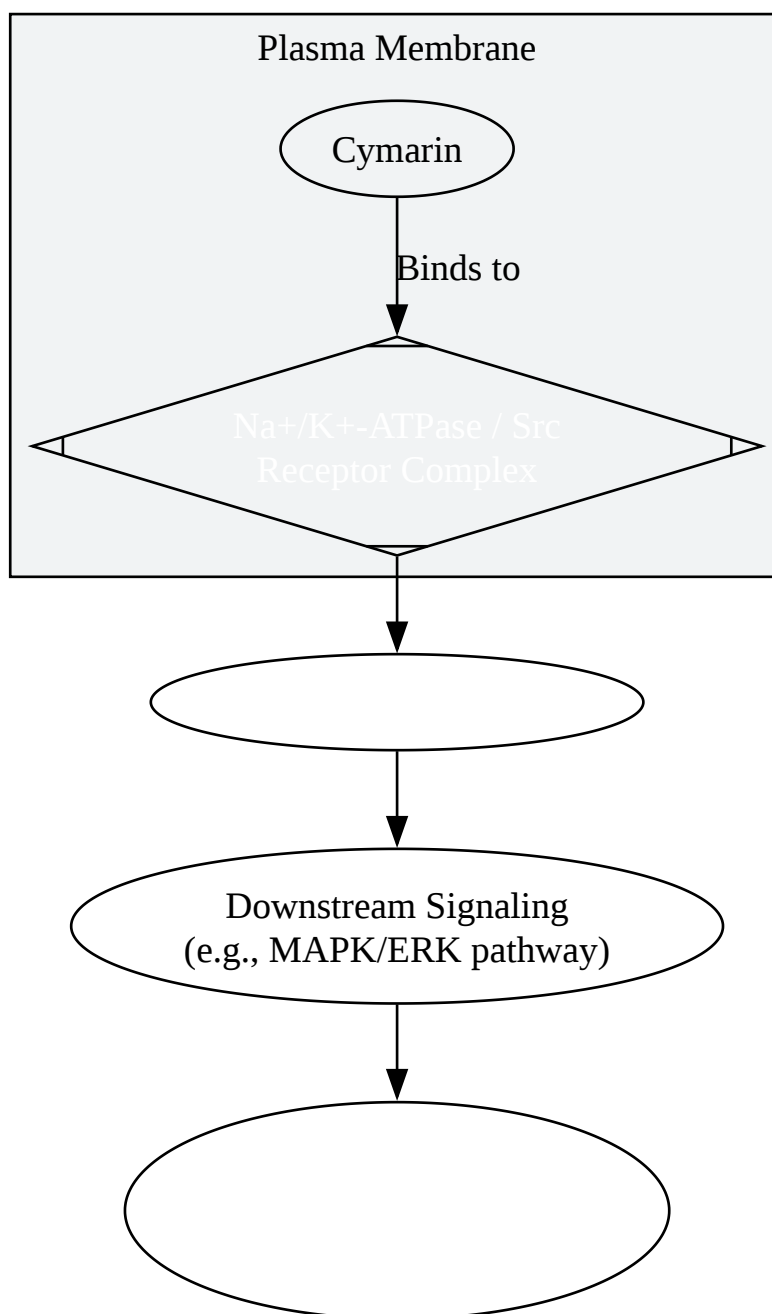 Plasma Membrane
Cymarin
Binds to
Na+/K+-ATPase / Src
Receptor Complex
Downstream Signaling
(e.g., MAPK/ERK pathway)